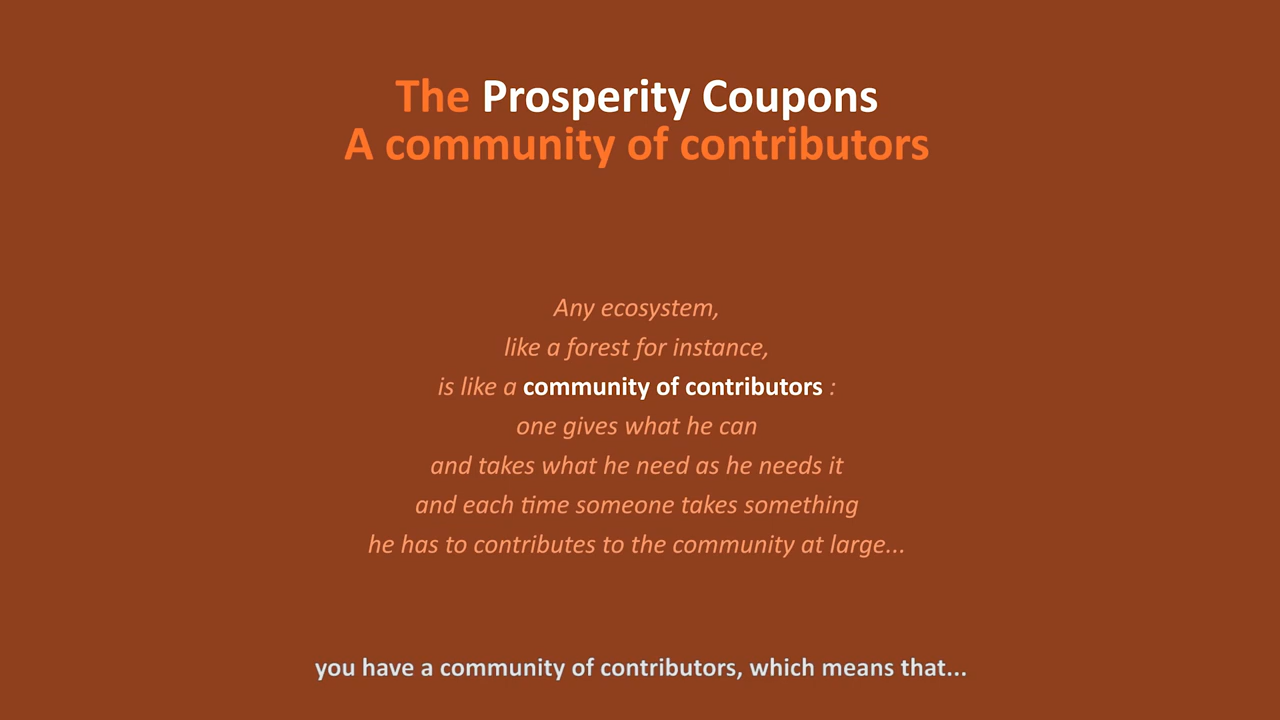 The Prosperity Coupons
A community of contributors
Any ecosystem,
like a forest for instance,
is like a community of contributors :
one gives what he can
and takes what he need as he needs it
and each time someone takes something
he has to contributes to the community at large...
you have a community of contributors, which means that...